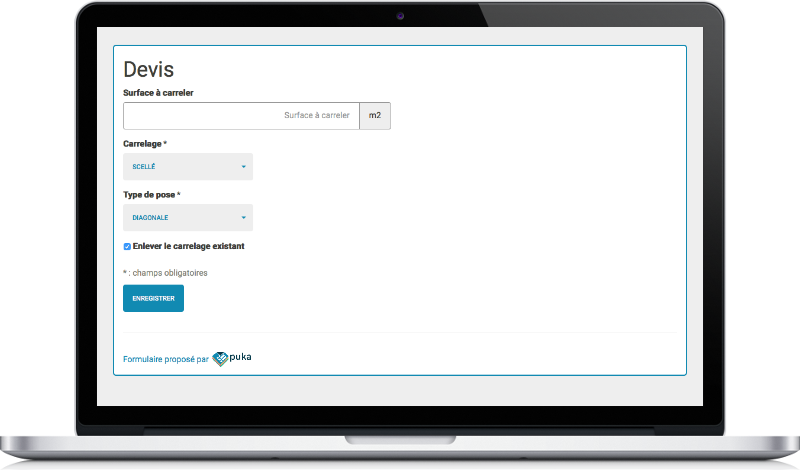 Devis
Surface à carreler
Surface à carreler m2
Carrelage *
SCELLÉ
Type de pose *
DIAGONALE
Enlever le carrelage existant
* : champs obligatoires
ENREGISTRER
Formulaire proposé par puka